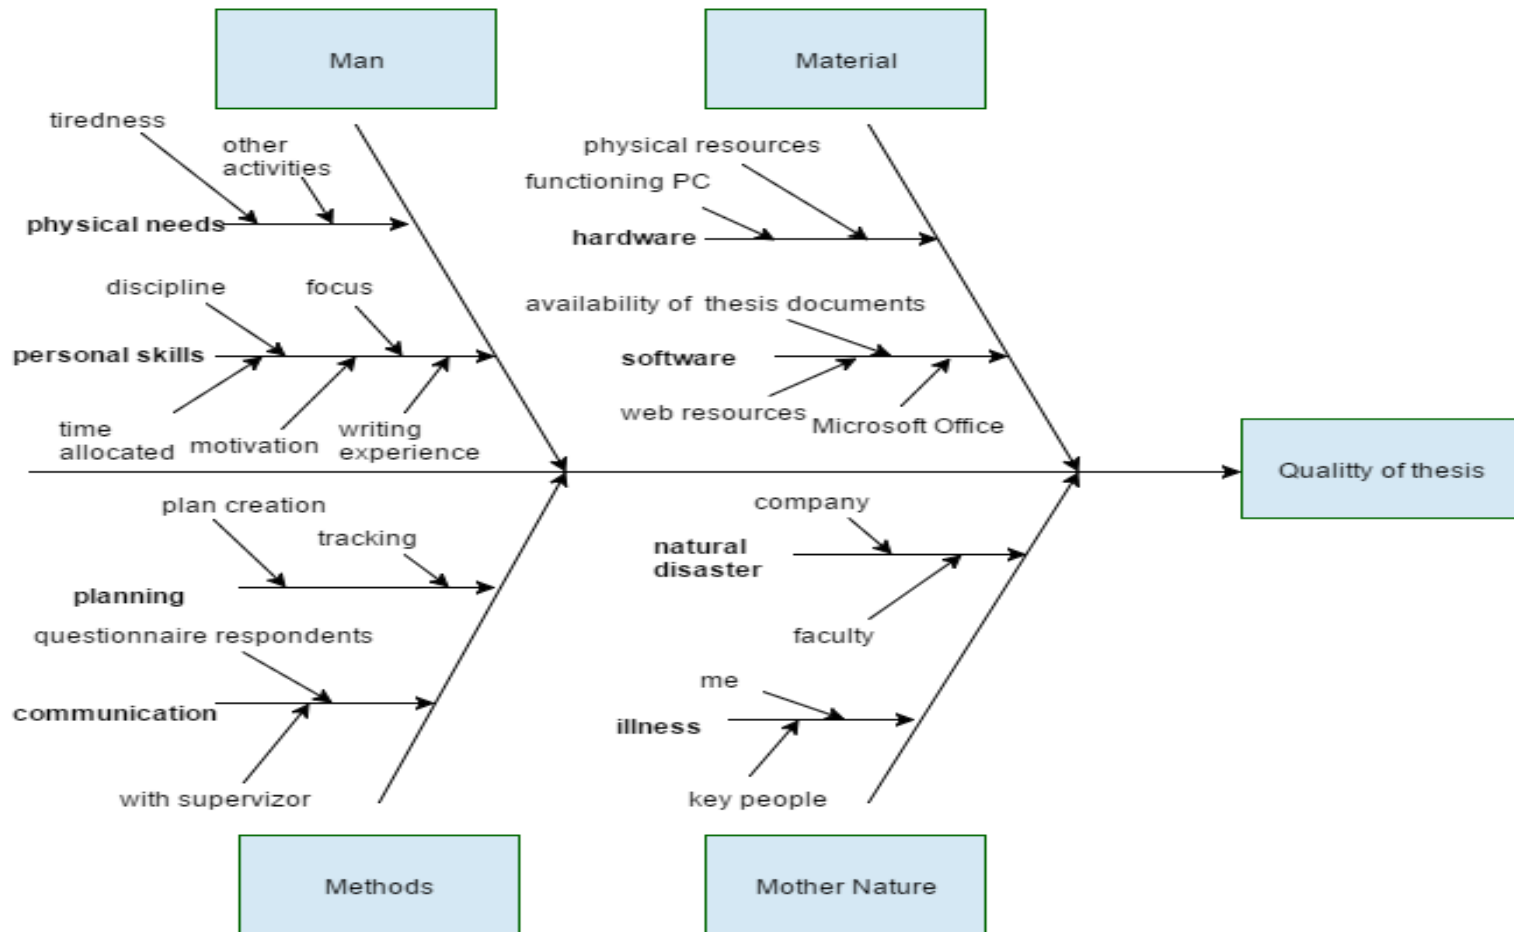 Man
Material
tiredness
other
activities
physical needs
physical resources
functioning PC
hardware
discipline
focus
personal skills
time
allocated
motivation
writing
experience
availability of thesis documents
software
web resources
Microsoft Office
Qualitty of thesis
plan creation
tracking
planning
questionnaire respondents
communication
with supervizor
company
natural
disaster
faculty
me
illness
key people
Methods
Mother Nature